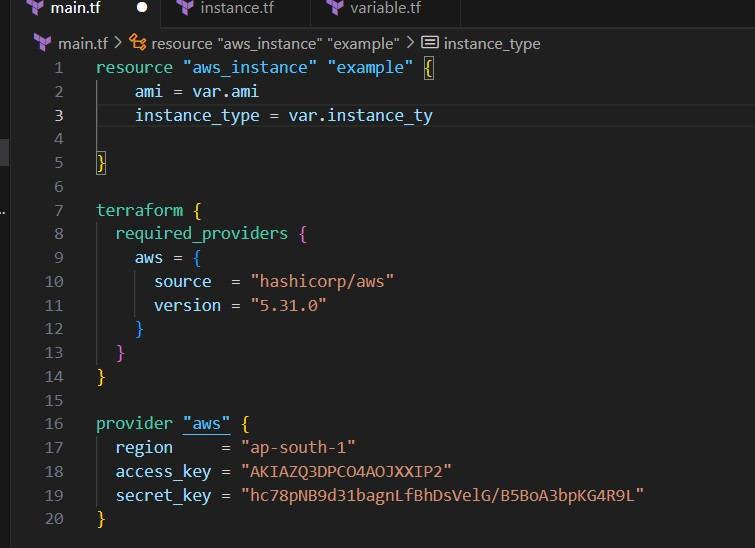 main.tf
instance.tf
variable.tf
main.tf > resource "aws_instance" "example" > instance_type
1 resource "aws_instance" "example" {
2 ami = var.ami
3 instance_type = var.instance_ty
4
5 }
6
7 terraform {
8 required_providers {
9 aws = {
10 source = "hashicorp/aws"
11 version = "5.31.0"
12 }
13 }
14 }
15
16 provider "aws" {
17 region = "ap-south-1"
18 access_key = "AKIAZQ3DPCO4AOJXXIP2"
19 secret_key = "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"
20 }